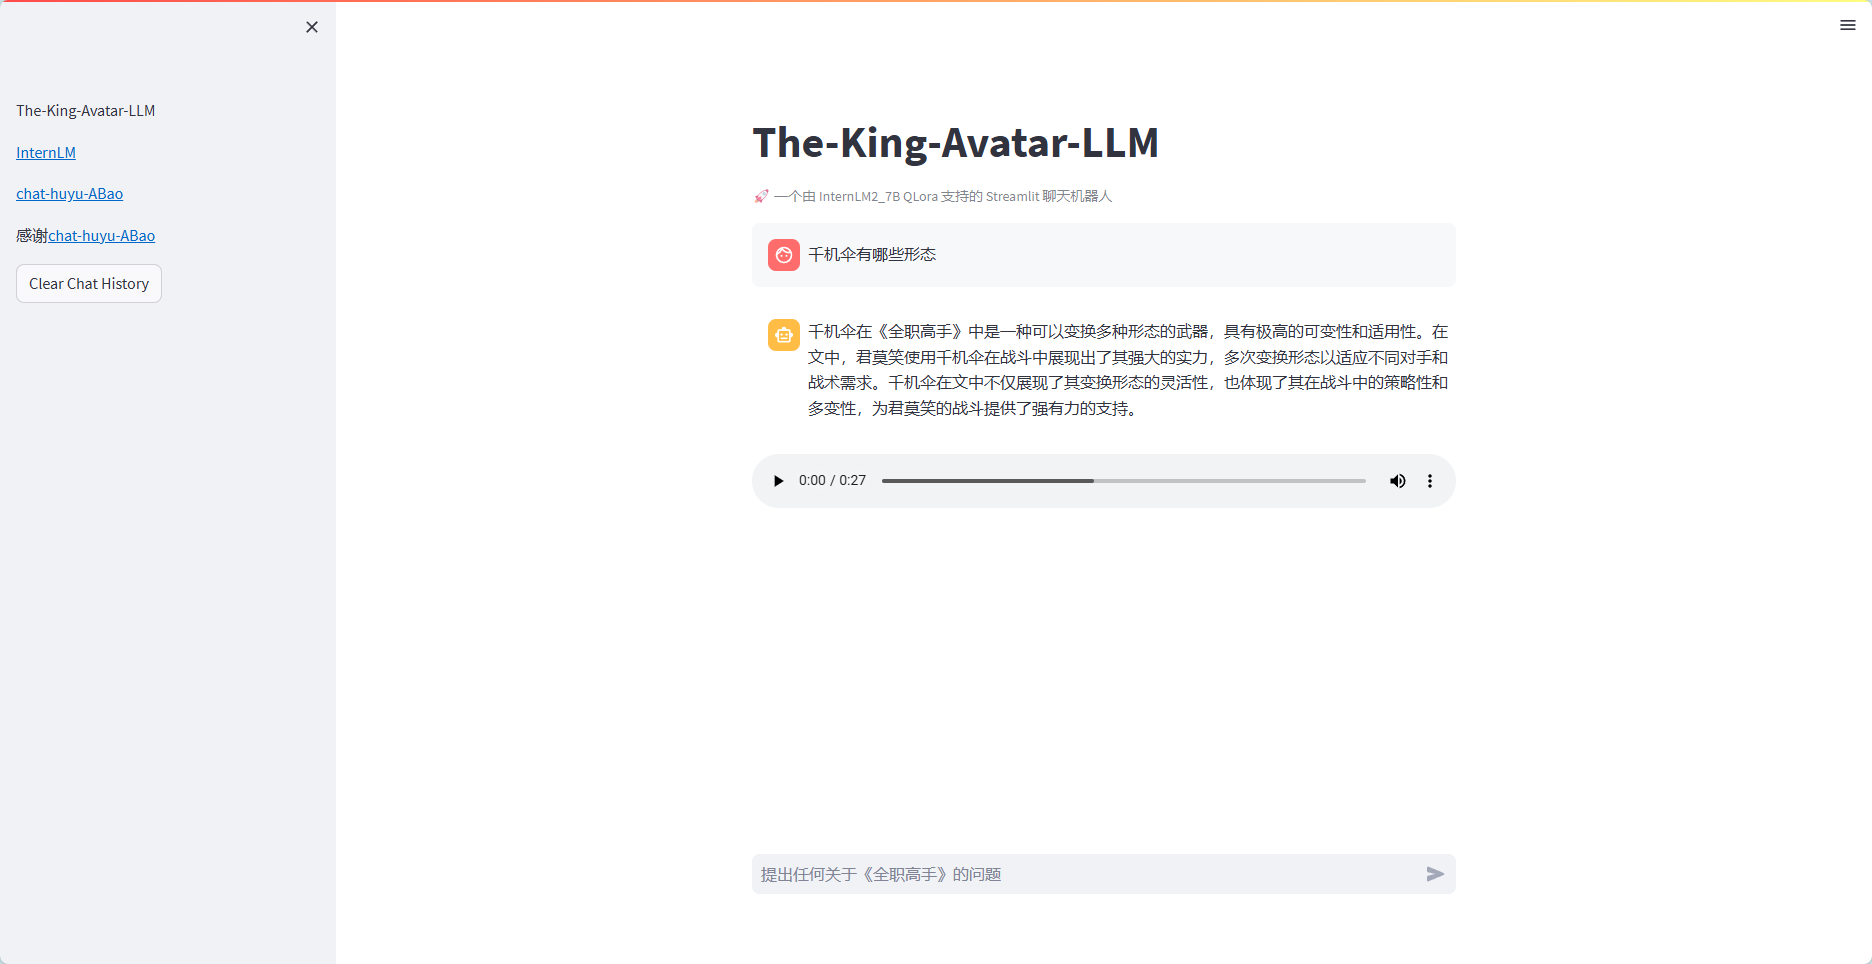 The-King-Avatar-LLM
InternLM
chat-huyu-ABao
感谢chat-huyu-ABao
Clear Chat History
The-King-Avatar-LLM
🚀 一个由 InternLM2_7B QLora 支持的 Streamlit 聊天机器人
千机伞有哪些形态
千机伞在《全职高手》中是一种可以变换多种形态的武器，具有极高的可变性和适用性。在
文中，君莫笑使用千机伞在战斗中展现出了其强大的实力，多次变换形态以适应不同对手和
战术需求。千机伞在文中不仅展现了其变换形态的灵活性，也体现了其在战斗中的策略性和
多变性，为君莫笑的战斗提供了强有力的支持。
0:00 / 0:27
提出任何关于《全职高手》的问题